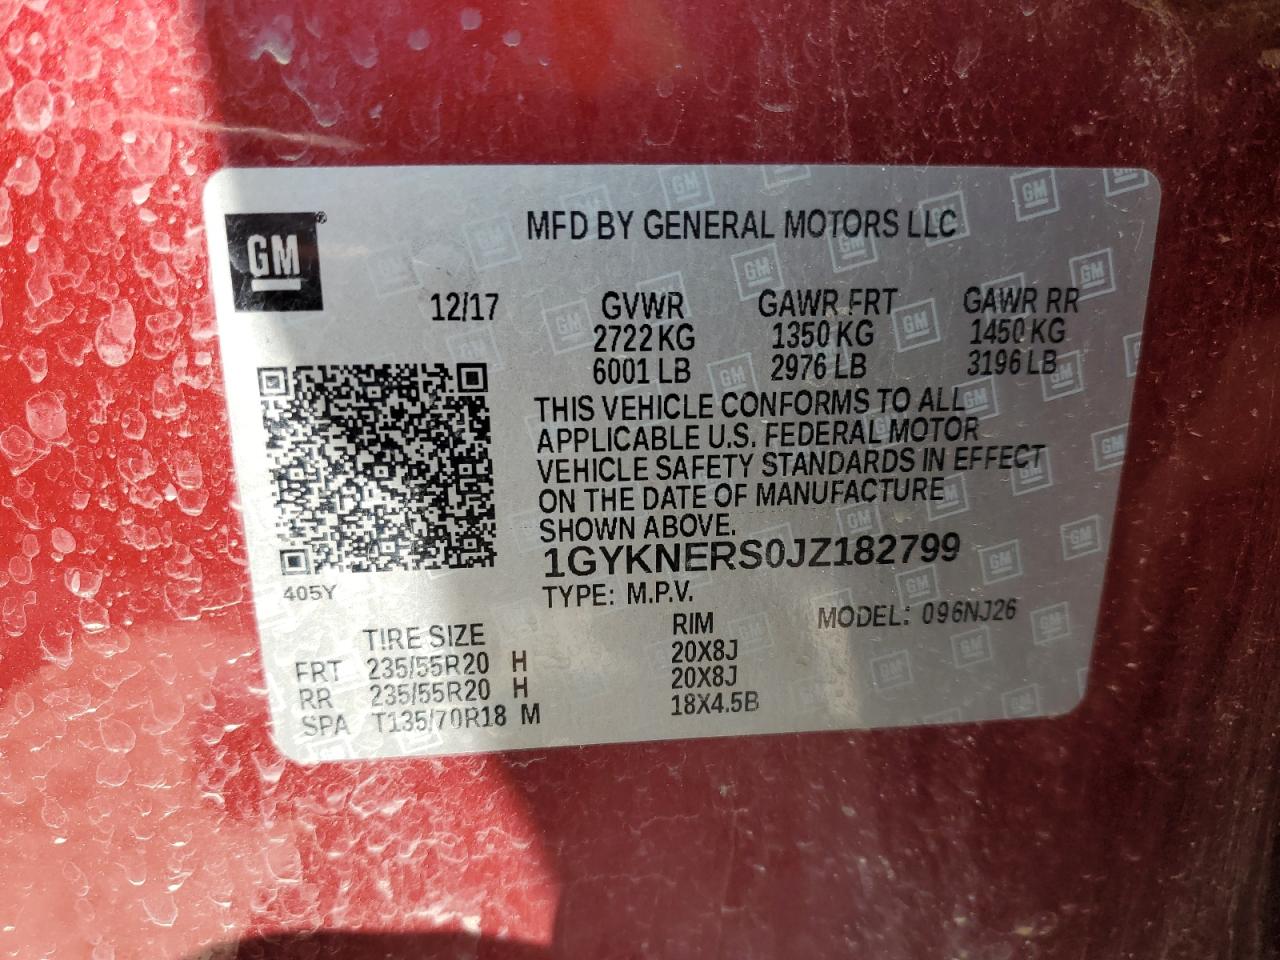 MFD BY GENERAL MOTORS LLC
GM®
12/17 GVWR GAWR FRT GAWR RR
2722 KG 1350 KG 1450 KG
6001 LB 2976 LB 3196 LB
THIS VEHICLE CONFORMS TO ALL
APPLICABLE U.S. FEDERAL MOTOR
VEHICLE SAFETY STANDARDS IN EFFECT
ON THE DATE OF MANUFACTURE
SHOWN ABOVE.
1GYKNERS0JZ182799
405Y
TYPE: M.P.V. MODEL: 096NJ26
TIRE SIZE RIM
FRT 235/55R20 H 20X8J
RR 235/55R20 H 20X8J
SPA T135/70R18 M 18X4.5B